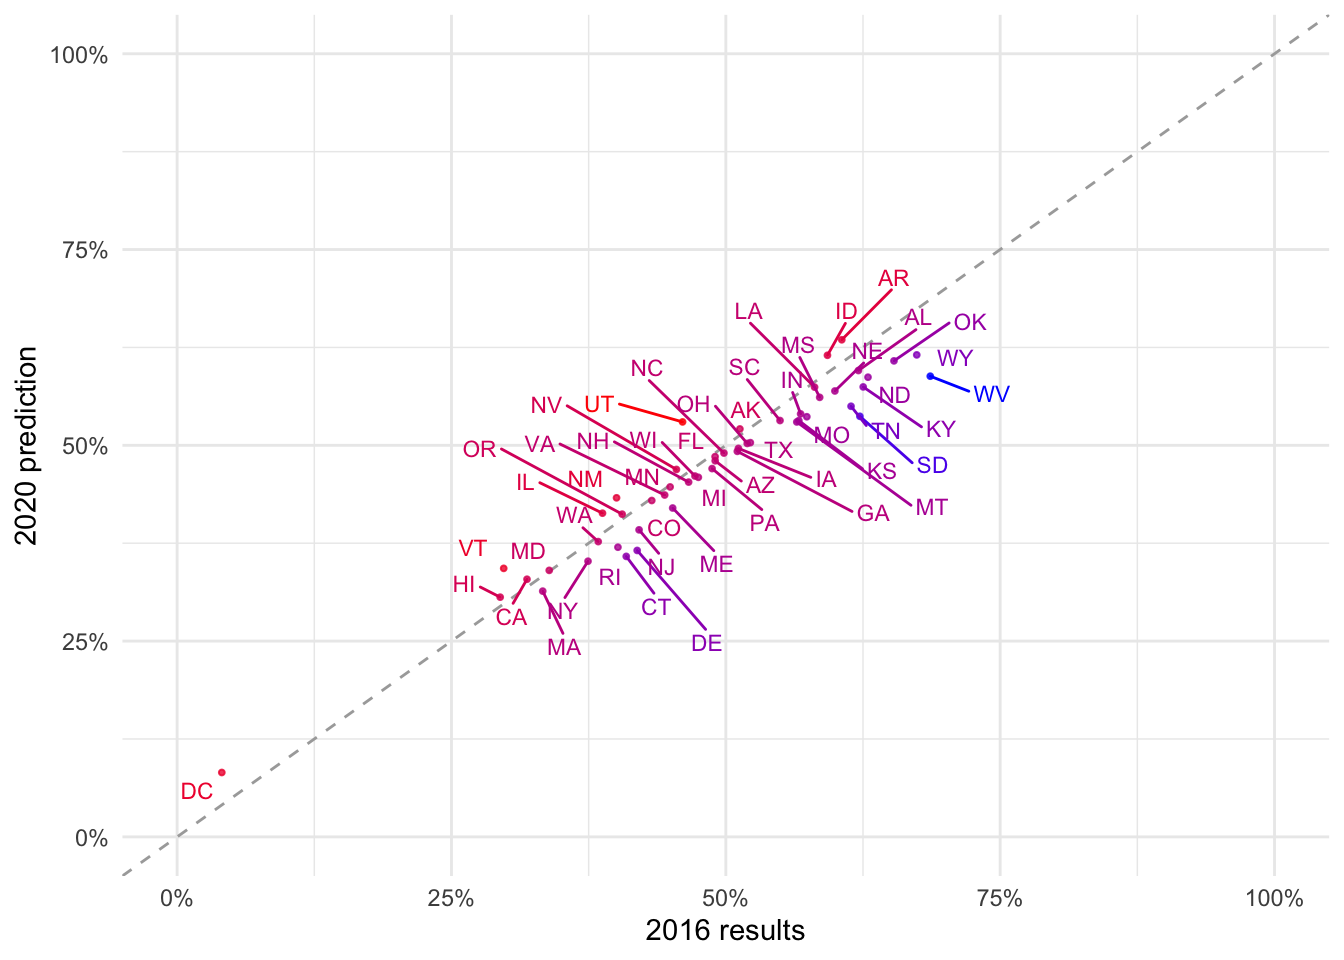 100%
AR
LA
ID
AL
OK
75%
MS
NE
WY
NC
SC
IN
WV
NV
UT
OH
AK
ND
KY
50%
OR
VA
NH
WI
FL
TX
MO
TN
SD
IL
NM
MN
MI
AZ
IA
KS
MT
WA
CO
PA
GA
VT
MD
ME
HI
RI
NJ
CA
NY
CT
25%
MA
DE
DC
0%
0%
25%
50%
75%
100%
2016 results
2020 prediction